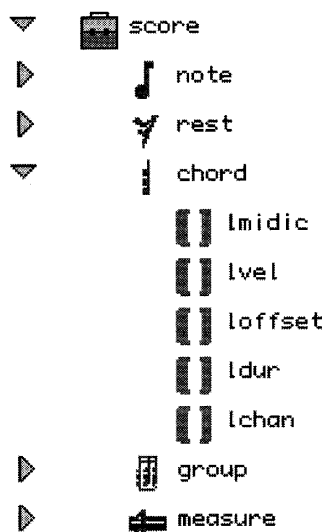 score
note
rest
chord
lmidic
lvel
loffset
ldur
lchan
group
measure